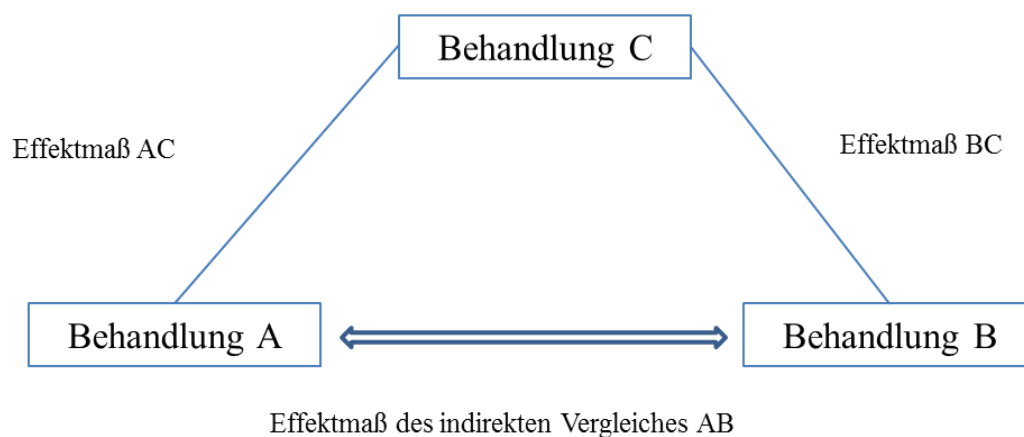 Behandlung C
Effektmaß AC
Effektmaß BC
Behandlung A
Behandlung B
Effektmaß des indirekten Vergleiches AB